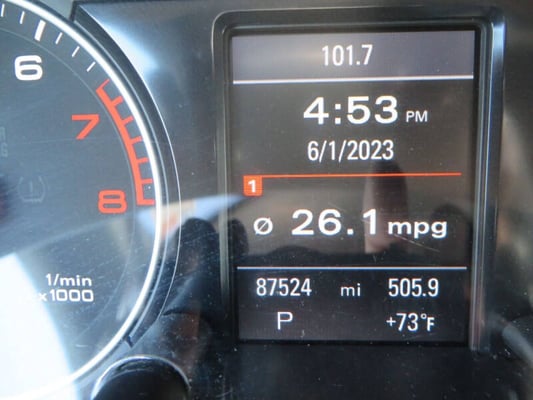 101.7
4:53 PM
6/1/2023
1
ø 26.1 mpg
87524 mi 505.9
P +73°F
6
7
8
1/min
x1000